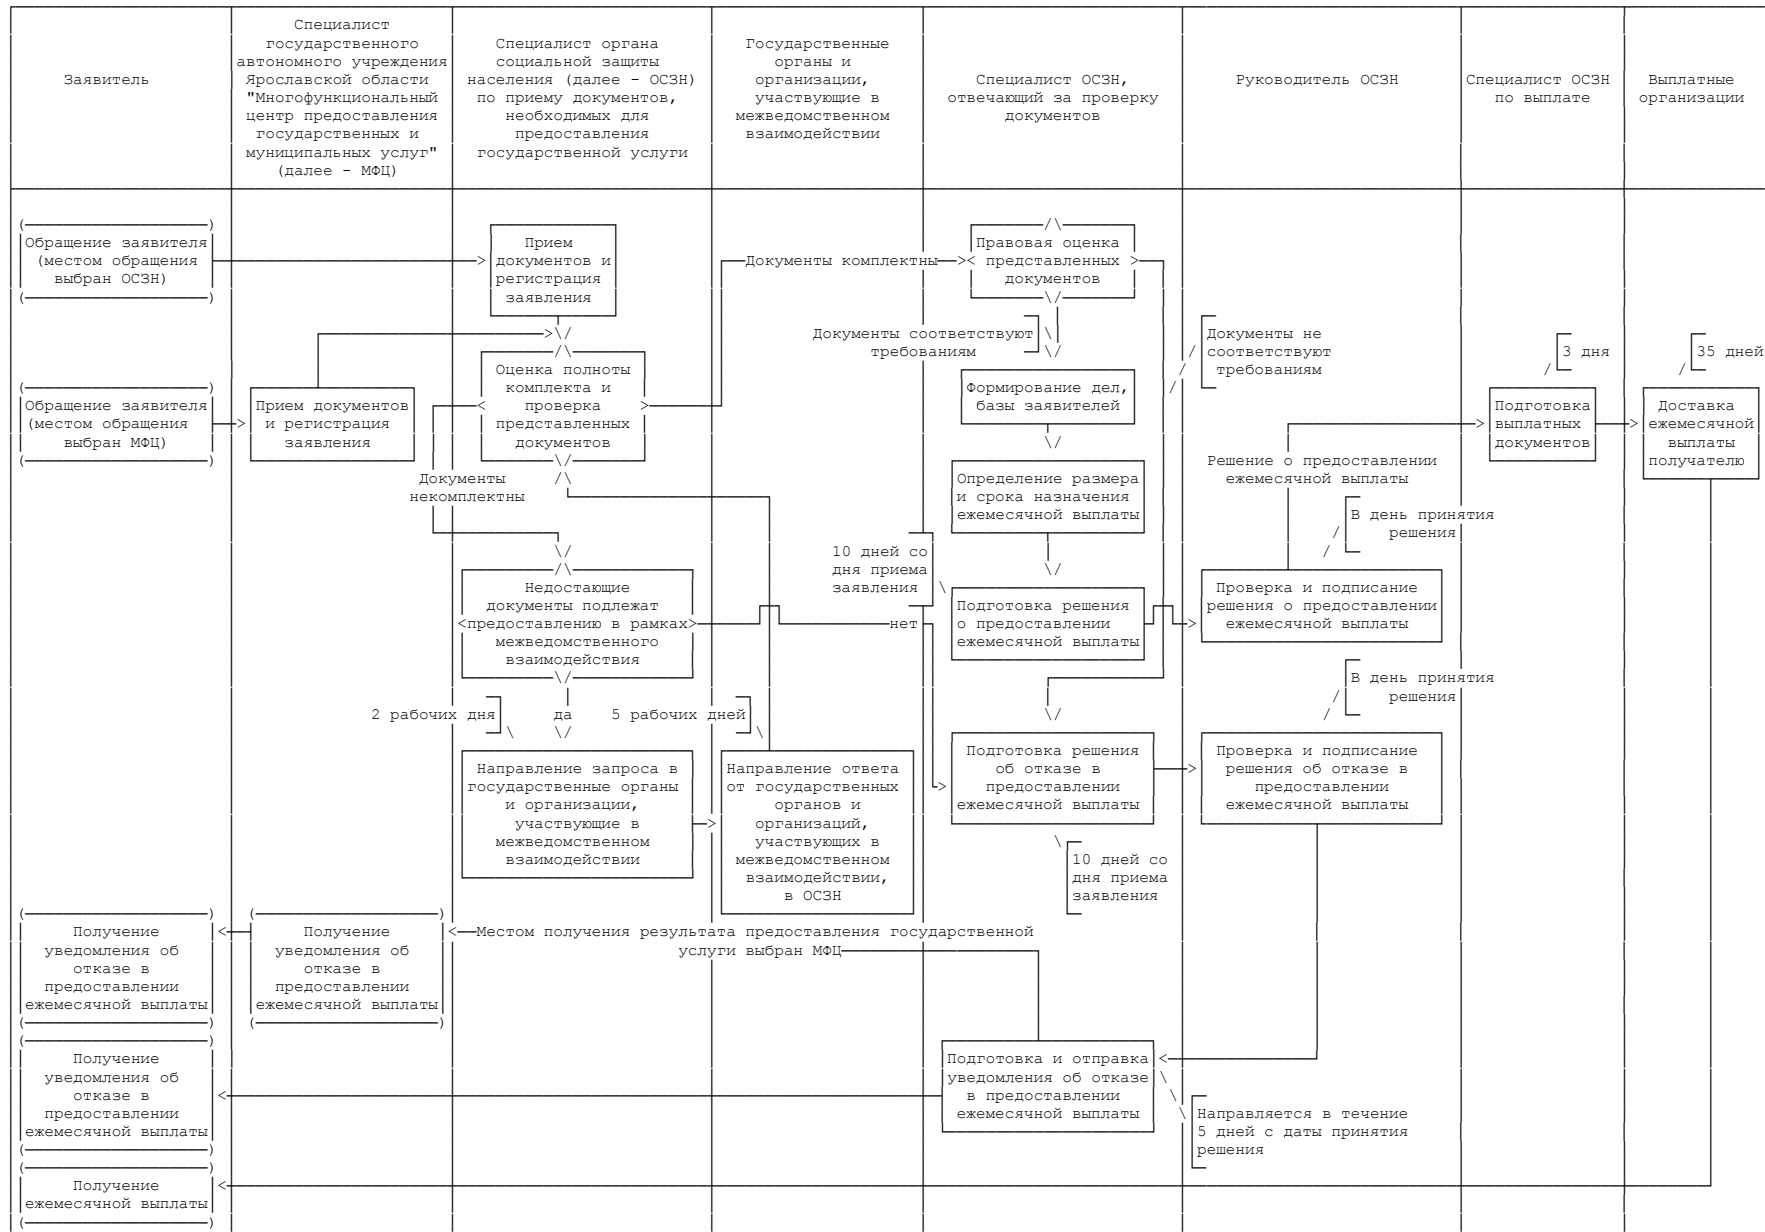 Заявитель
Специалист
государственного
автономного учреждения
Ярославской области
"Многофункциональный
центр предоставления
государственных и
муниципальных услуг"
(далее - МФЦ)
Специалист органа
социальной защиты
населения (далее - ОСЗН)
по приему документов,
необходимых для
предоставления
государственной услуги
Государственные
органы и
организации,
участвующие в
межведомственном
взаимодействии
Специалист ОСЗН,
отвечающий за проверку
документов
Руководитель ОСЗН
Специалист ОСЗН
по выплате
Выплатные
организации
Обращение заявителя
(местом обращения
выбран ОСЗН)
Прием
документов и
регистрация
заявления
Документы комплектны
Правовая оценка
представленных
документов
Документы соответствуют
требованиям
Документы не
соответствуют
требованиям
3 дня
35 дней
Обращение заявителя
(местом обращения
выбран МФЦ)
Прием документов
и регистрация
заявления
Оценка полноты
комплекта и
проверка
представленных
документов
Формирование дел,
базы заявителей
Подготовка
выплатных
документов
Доставка
ежемесячной
выплаты
получателю
Документы
некомплектны
Определение размера
и срока назначения
ежемесячной выплаты
Решение о предоставлении
ежемесячной выплаты
В день принятия
решения
10 дней со
дня приема
заявления
Недостающие
документы подлежат
предоставлению в рамках
межведомственного
взаимодействия
нет
Подготовка решения
о предоставлении
ежемесячной выплаты
Проверка и подписание
решения о предоставлении
ежемесячной выплаты
В день принятия
решения
2 рабочих дня
да
5 рабочих дней
Направление запроса в
государственные органы
и организации,
участвующие в
межведомственном
взаимодействии
Направление ответа
от государственных
органов и
организаций,
участвующих в
межведомственном
взаимодействии,
в ОСЗН
Подготовка решения
об отказе в
предоставлении
ежемесячной выплаты
Проверка и подписание
решения об отказе в
предоставлении
ежемесячной выплаты
10 дней со
дня приема
заявления
Получение
уведомления об
отказе в
предоставлении
ежемесячной выплаты
Получение
уведомления об
отказе в
предоставлении
ежемесячной выплаты
Местом получения результата предоставления государственной
услуги выбран МФЦ
Получение
уведомления об
отказе в
предоставлении
ежемесячной выплаты
Подготовка и отправка
уведомления об отказе
в предоставлении
ежемесячной выплаты
Направляется в течение
5 дней с даты принятия
решения
Получение
ежемесячной выплаты